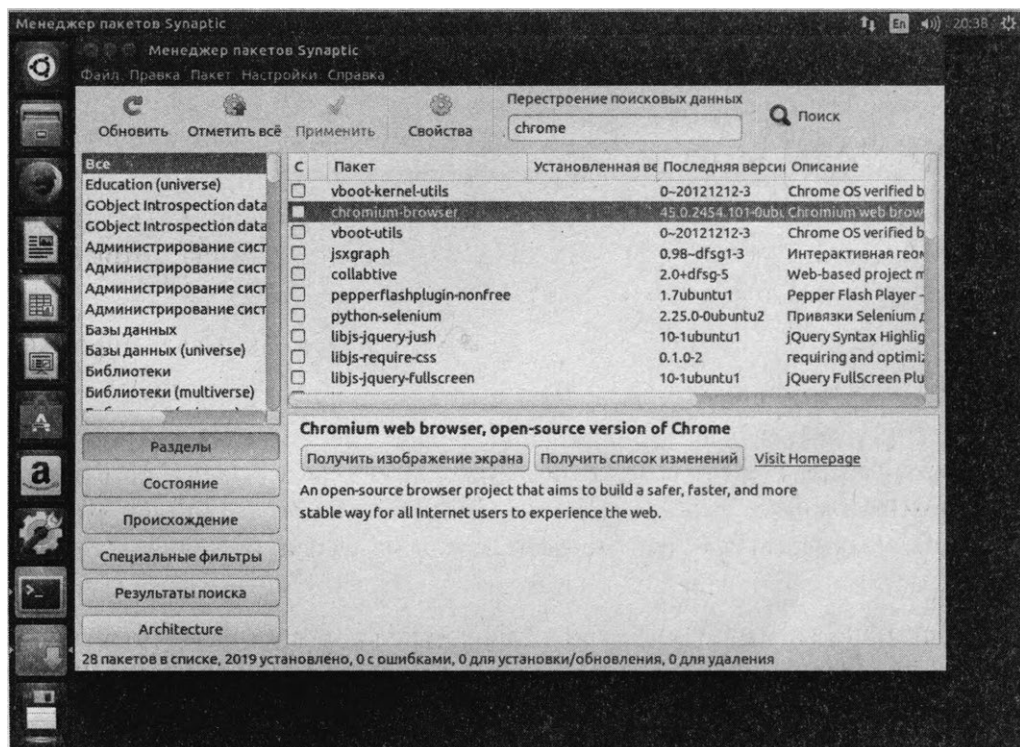 Менеджер пакетов Synaptic En 20:38
Менеджер пакетов Synaptic
Файл Правка Пакет Настройки Справка
Обновить Отметить всё Применить Свойства
Перестроение поисковых данных
chrome
Поиск
Все
Education (universe)
GObject Introspection data
GObject Introspection data
Администрирование сист
Администрирование сист
Администрирование сист
Администрирование сист
Базы данных
Базы данных (universe)
Библиотеки
Библиотеки (multiverse)
С Пакет Установленная ве Последняя верси Описание
vboot-kernel-utils 0~20121212-3 Chrome OS verified b
chromium-browser 45.0.2454.101-0ubu Chromium web brow
vboot-utils 0~20121212-3 Chrome OS verified b
jsxgraph 0.98~dfsg1-3 Интерактивная геом
collabtive 2.0+dfsg-5 Web-based project m
pepperflashplugin-nonfree 1.7ubuntu1 Pepper Flash Player -
python-selenium 2.25.0-0ubuntu2 Привязки Selenium д
libjs-jquery-jush 10-1ubuntu1 jQuery Syntax Highlig
libjs-require-css 0.1.0-2 requiring and optimiz
libjs-jquery-fullscreen 10-1ubuntu1 jQuery FullScreen Plu
Разделы
Состояние
Происхождение
Специальные фильтры
Результаты поиска
Architecture
Chromium web browser, open-source version of Chrome
Получить изображение экрана Получить список изменений Visit Homepage
An open-source browser project that aims to build a safer, faster, and more
stable way for all Internet users to experience the web.
28 пакетов в списке, 2019 установлено, 0 с ошибками, 0 для установки/обновления, 0 для удаления